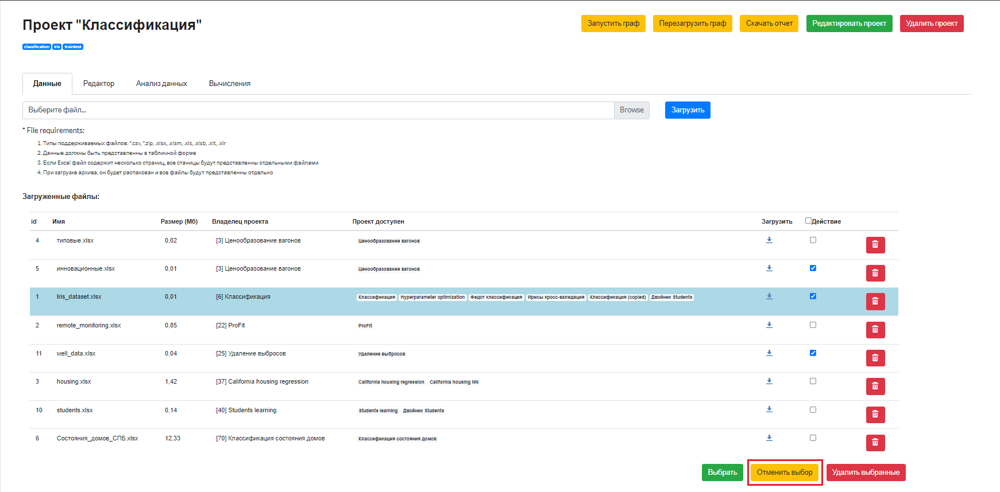 Проект "Классификация"
Запустить граф Перезагрузить граф Скачать отчет Редактировать проект Удалить проект
classification iris traintest
Данные Редактор Анализ данных Вычисления
Выберите файл... Browse Загрузить
* File requirements:
1. Типы поддерживаемых файлов: *.csv, *.zip, .xlsx, .xlsm, .xls, .xlsb, .xlt, .xlr
2. Данные должны быть представленны в табличной форме
3. Если Excel файл содержит несколько страниц, все станицы будут представленны отдельными файлами
4. При загрузке архива, он будет распакован и все файлы будут представленны отдельно
Загруженные файлы:
id Имя Размер (Мб) Владелец проекта Проект доступен Загрузить Действие
4 типовые.xlsx 0,02 [3] Ценообразование вагонов Ценообразование вагонов
5 инновационные.xlsx 0,01 [3] Ценообразование вагонов Ценообразование вагонов
1 Iris_dataset.xlsx 0,01 [6] Классификация Классификация Hyperparameter optimization Федот классификация Ирисы кросс-валидация Классификация (copied) Двойник Students
2 remote_monitoring.xlsx 0,85 [22] ProFit ProFit
11 well_data.xlsx 0,04 [25] Удаление выбросов Удаление выбросов
3 housing.xlsx 1,42 [37] California housing regression California housing regression California housing NN
10 students.xlsx 0,14 [40] Students learning Students learning Двойник Students
6 Состояния_домов_СПБ.xlsx 12,33 [70] Классификация состояния домов Классификация состояния домов
Выбрать Отменить выбор Удалить выбранные